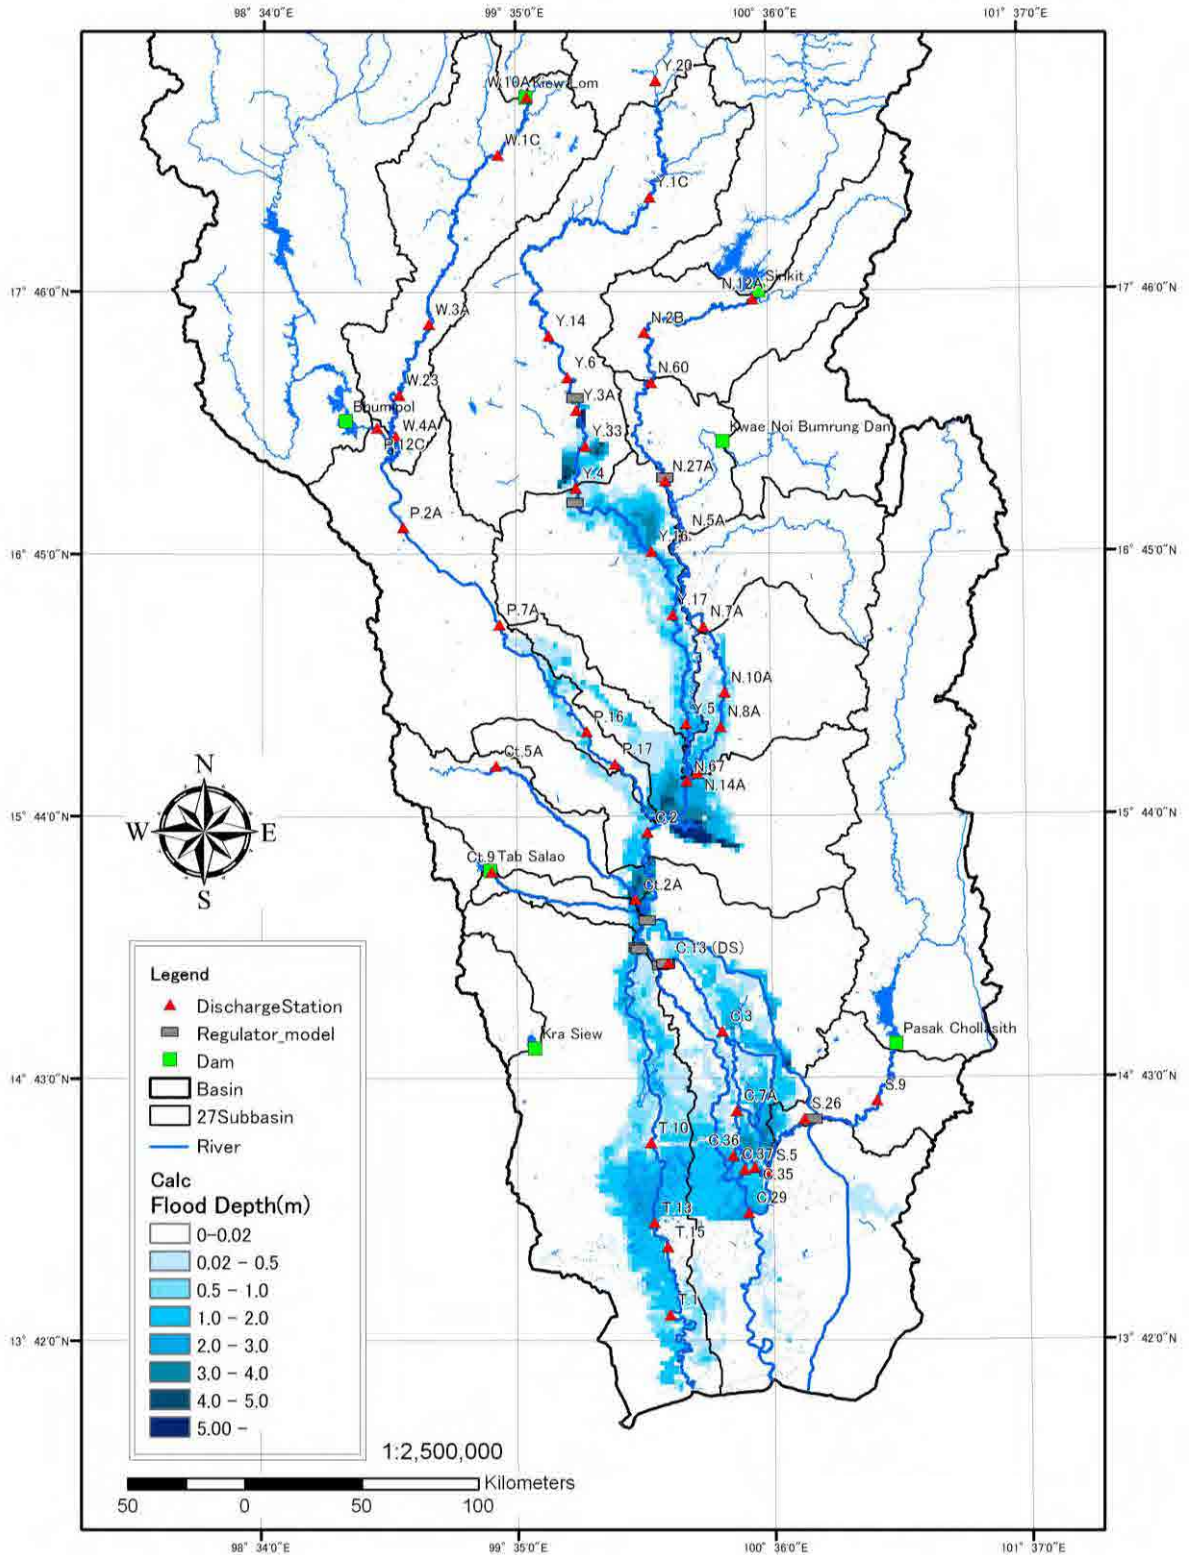 98° 34'0"E
99° 35'0"E
100° 36'0"E
101° 37'0"E
Y.20
W.10A
Kiew Lom
W.1C
Y.1C
17° 46'0"N
17° 46'0"N
Sirikit
N.12A
N.2B
Y.14
W.3A
Y.6
N.60
Y.3A
W.23
Bhumipol
W.4A
P.12C
Y.33
Kwae Noi Bumrung Dan
Y.4
N.27A
P.2A
N.5A
Y.16
16° 45'0"N
16° 45'0"N
Y.17
N.7A
P.7A
N.10A
Y.5
N.8A
P.16
P.17
Ct.5A
N.67
N.14A
N
W
E
S
15° 44'0"N
15° 44'0"N
C.2
Ct.9
Tab Salao
Ct.2A
C.13 (DS)
C.3
Kra Siew
Pasak Chollasith
14° 43'0"N
14° 43'0"N
S.9
C.7A
S.26
T.10
C.36
C.37
S.5
C.35
C.29
T.13
T.15
T.1
13° 42'0"N
13° 42'0"N
Legend
DischargeStation
Regulator_model
Dam
Basin
27Subbasin
River
Calc
Flood Depth(m)
0-0.02
0.02 - 0.5
0.5 - 1.0
1.0 - 2.0
2.0 - 3.0
3.0 - 4.0
4.0 - 5.0
5.00 -
1:2,500,000
Kilometers
50
0
50
100
98° 34'0"E
99° 35'0"E
100° 36'0"E
101° 37'0"E